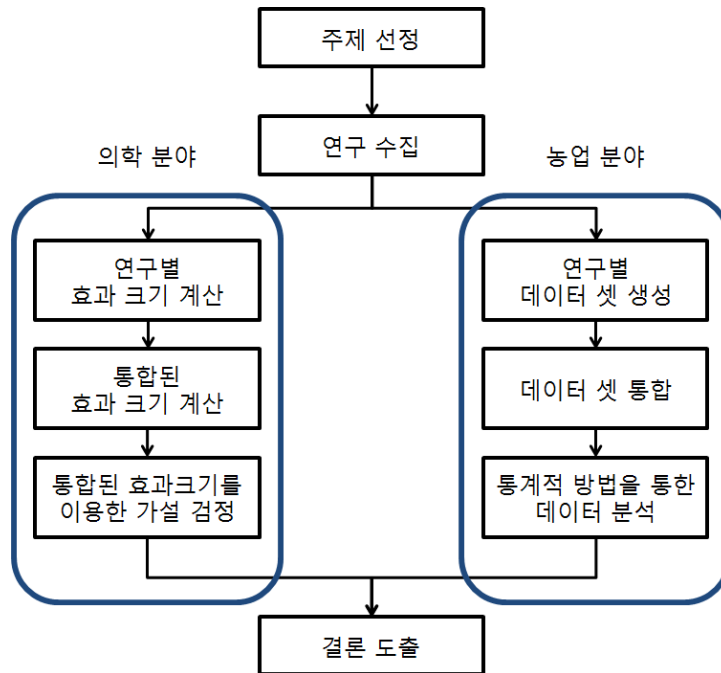 주제 선정
연구 수집
의학 분야
농업 분야
연구별
효과 크기 계산
통합된
효과 크기 계산
통합된 효과크기를
이용한 가설 검정
연구별
데이터 셋 생성
데이터 셋 통합
통계적 방법을 통한
데이터 분석
결론 도출